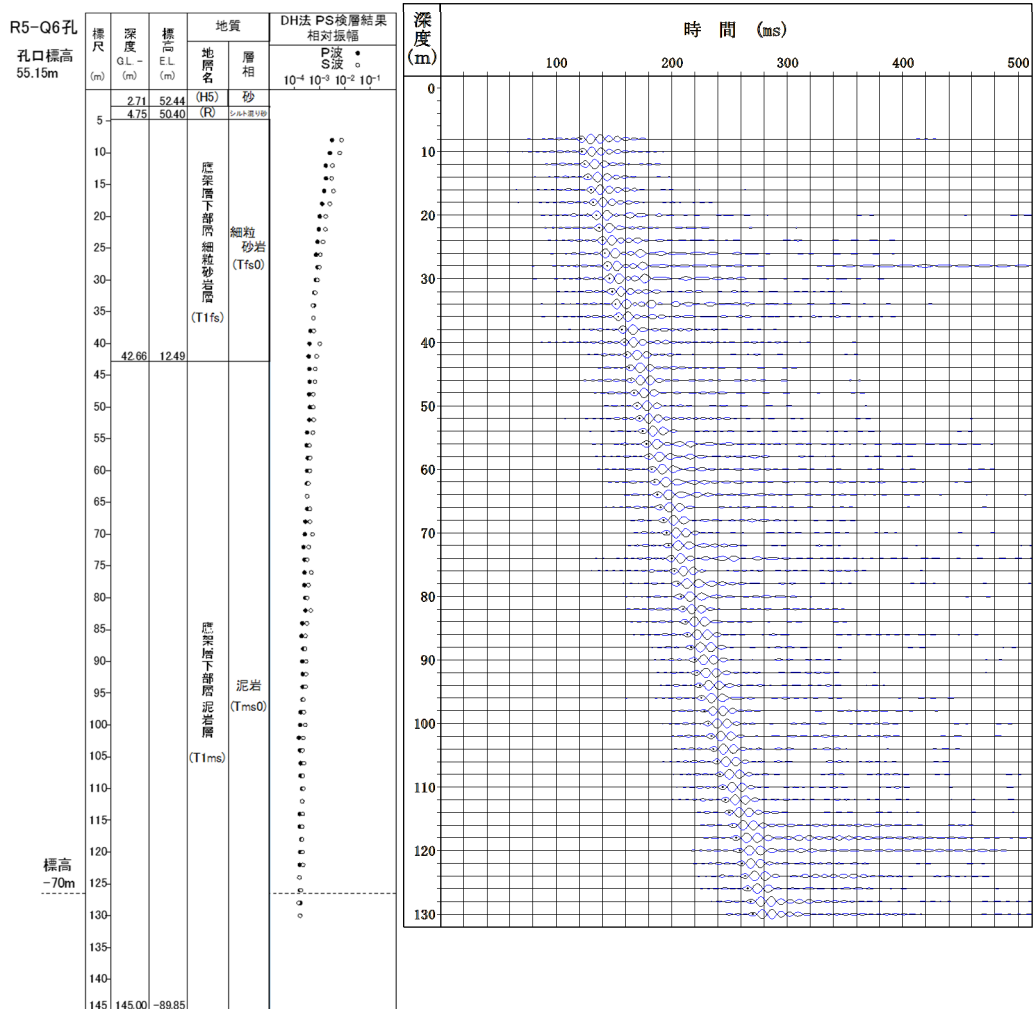 R5-Q6孔
孔口標高
55.15m
標尺
(m)
深度
G.L.-
(m)
標高
E.L.
(m)
地質
地層名
層相
DH法 PS検層結果
相対振幅
P波 ●
S波 ○
10-4 10-3 10-2 10-1
2.71 52.44 (H5) 砂
4.75 50.40 (R) シルト混り砂
5
10
15
20
25
30
35
40
42.66 12.49
45
50
55
60
65
70
75
80
85
90
95
100
105
110
115
120
125
130
135
140
145 145.00 -89.85
鷹架層下部層 細粒砂岩層
(T1fs)
細粒
砂岩
(Tfs0)
鷹架層下部層 泥岩層
(T1ms)
泥岩
(Tms0)
標高
-70m
深度
(m)
時 間 (ms)
100 200 300 400 500
0
10
20
30
40
50
60
70
80
90
100
110
120
130